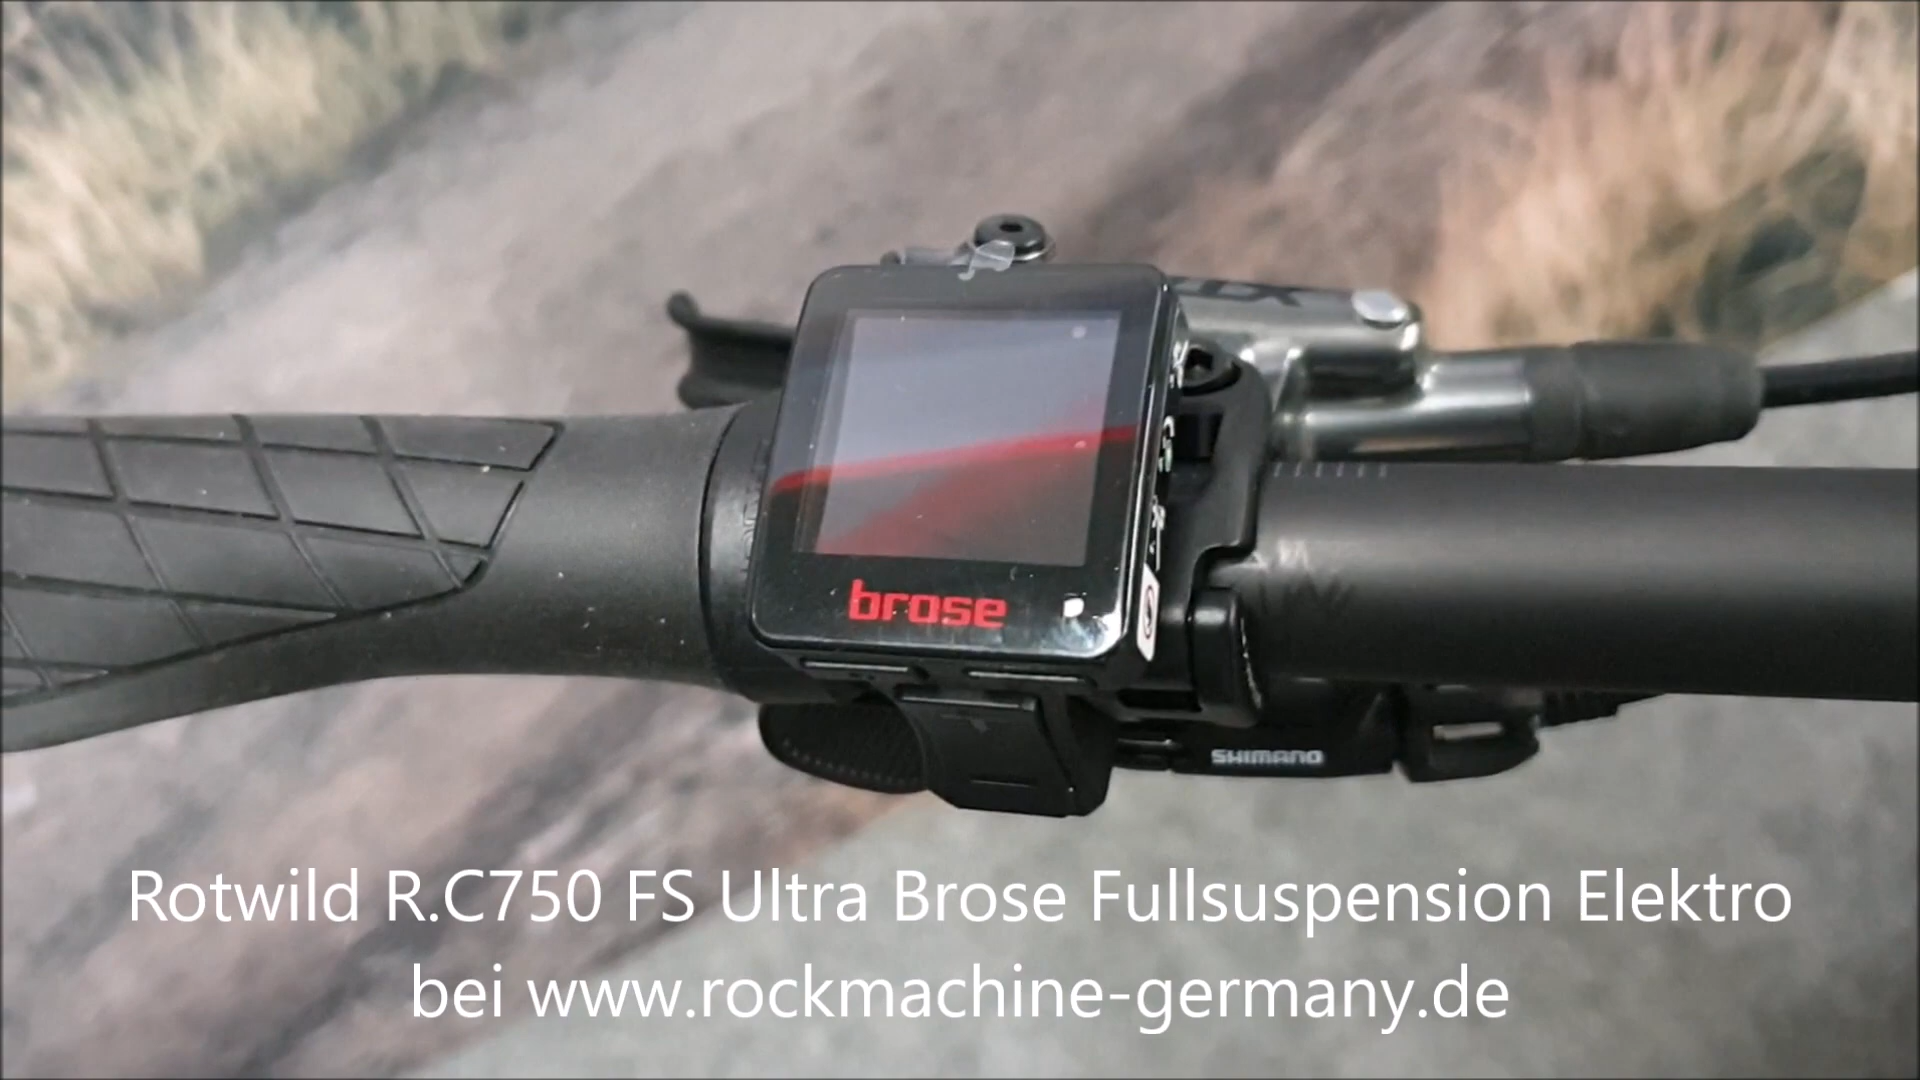 brose
SHIMANO
Rotwild R.C750 FS Ultra Brose Fullsuspension Elektro
bei www.rockmachine-germany.de